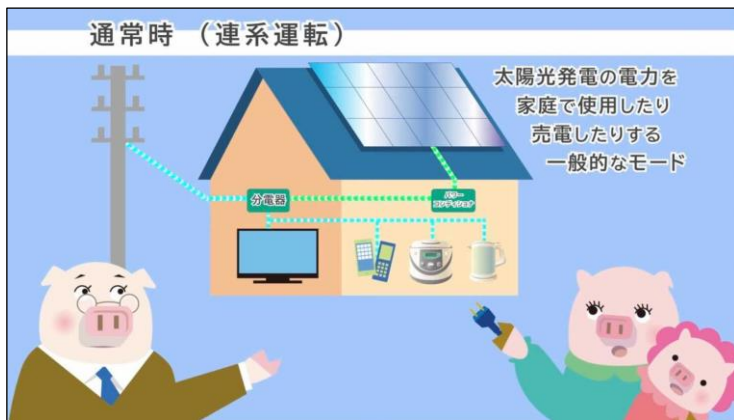 通常時 （連系運転）
太陽光発電の電力を
家庭で使用したり
売電したりする
一般的なモード
分電器
パワー
コンディショナ